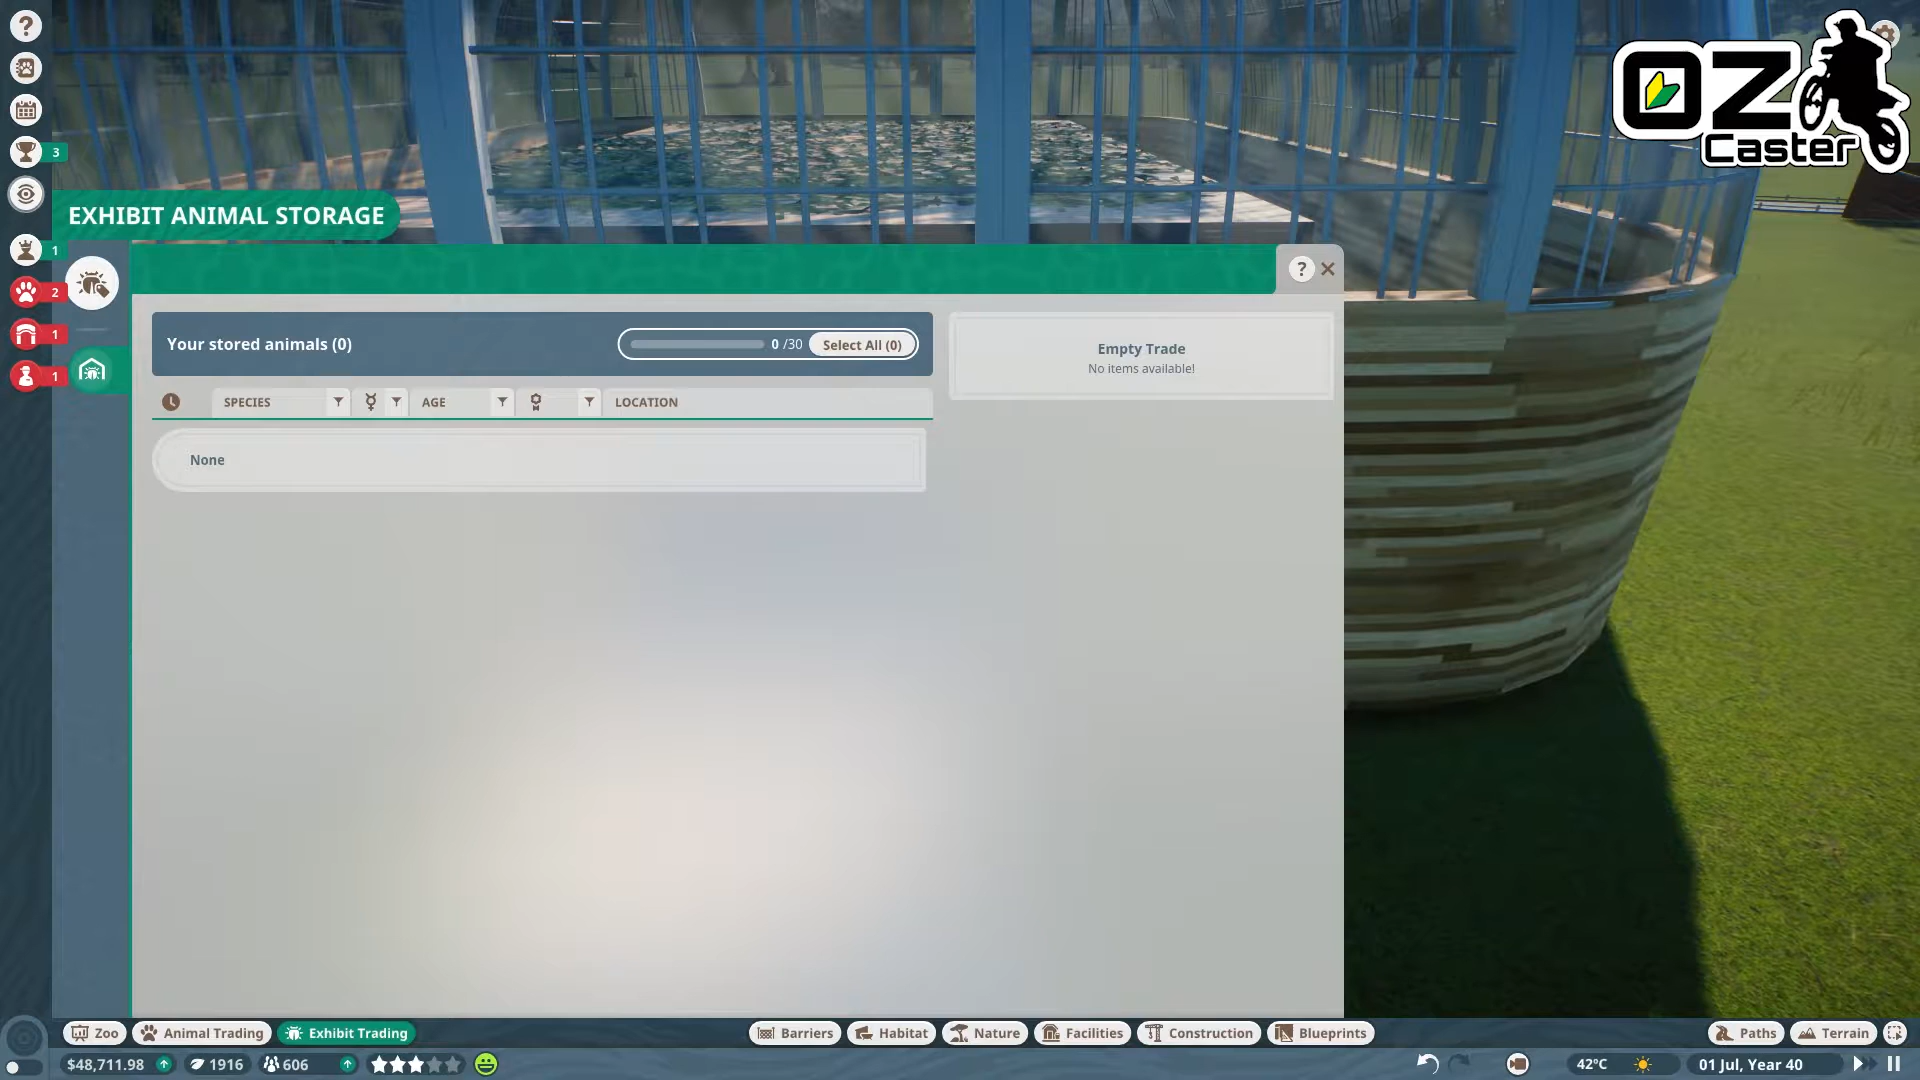 OZ
Caster
3
EXHIBIT ANIMAL STORAGE
1
2
1
1
?
?
Your stored animals (0)
0 /30
Select All (0)
Empty Trade
No items available!
SPECIES
AGE
LOCATION
None
Zoo
Animal Trading
Exhibit Trading
Barriers
Habitat
Nature
Facilities
Construction
Blueprints
Paths
Terrain
$48,711.98
1916
606
42°C
01 Jul, Year 40